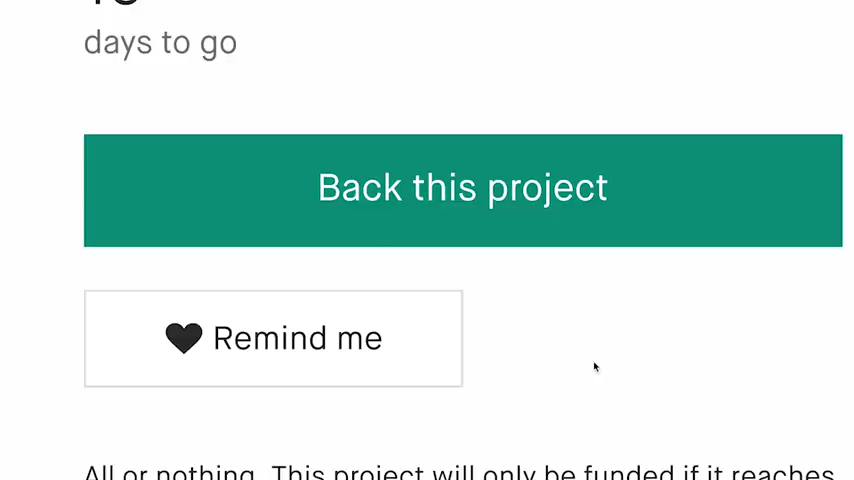 days to go
Back this project
Remind me
All or nothing. This project will only be funded if it reaches